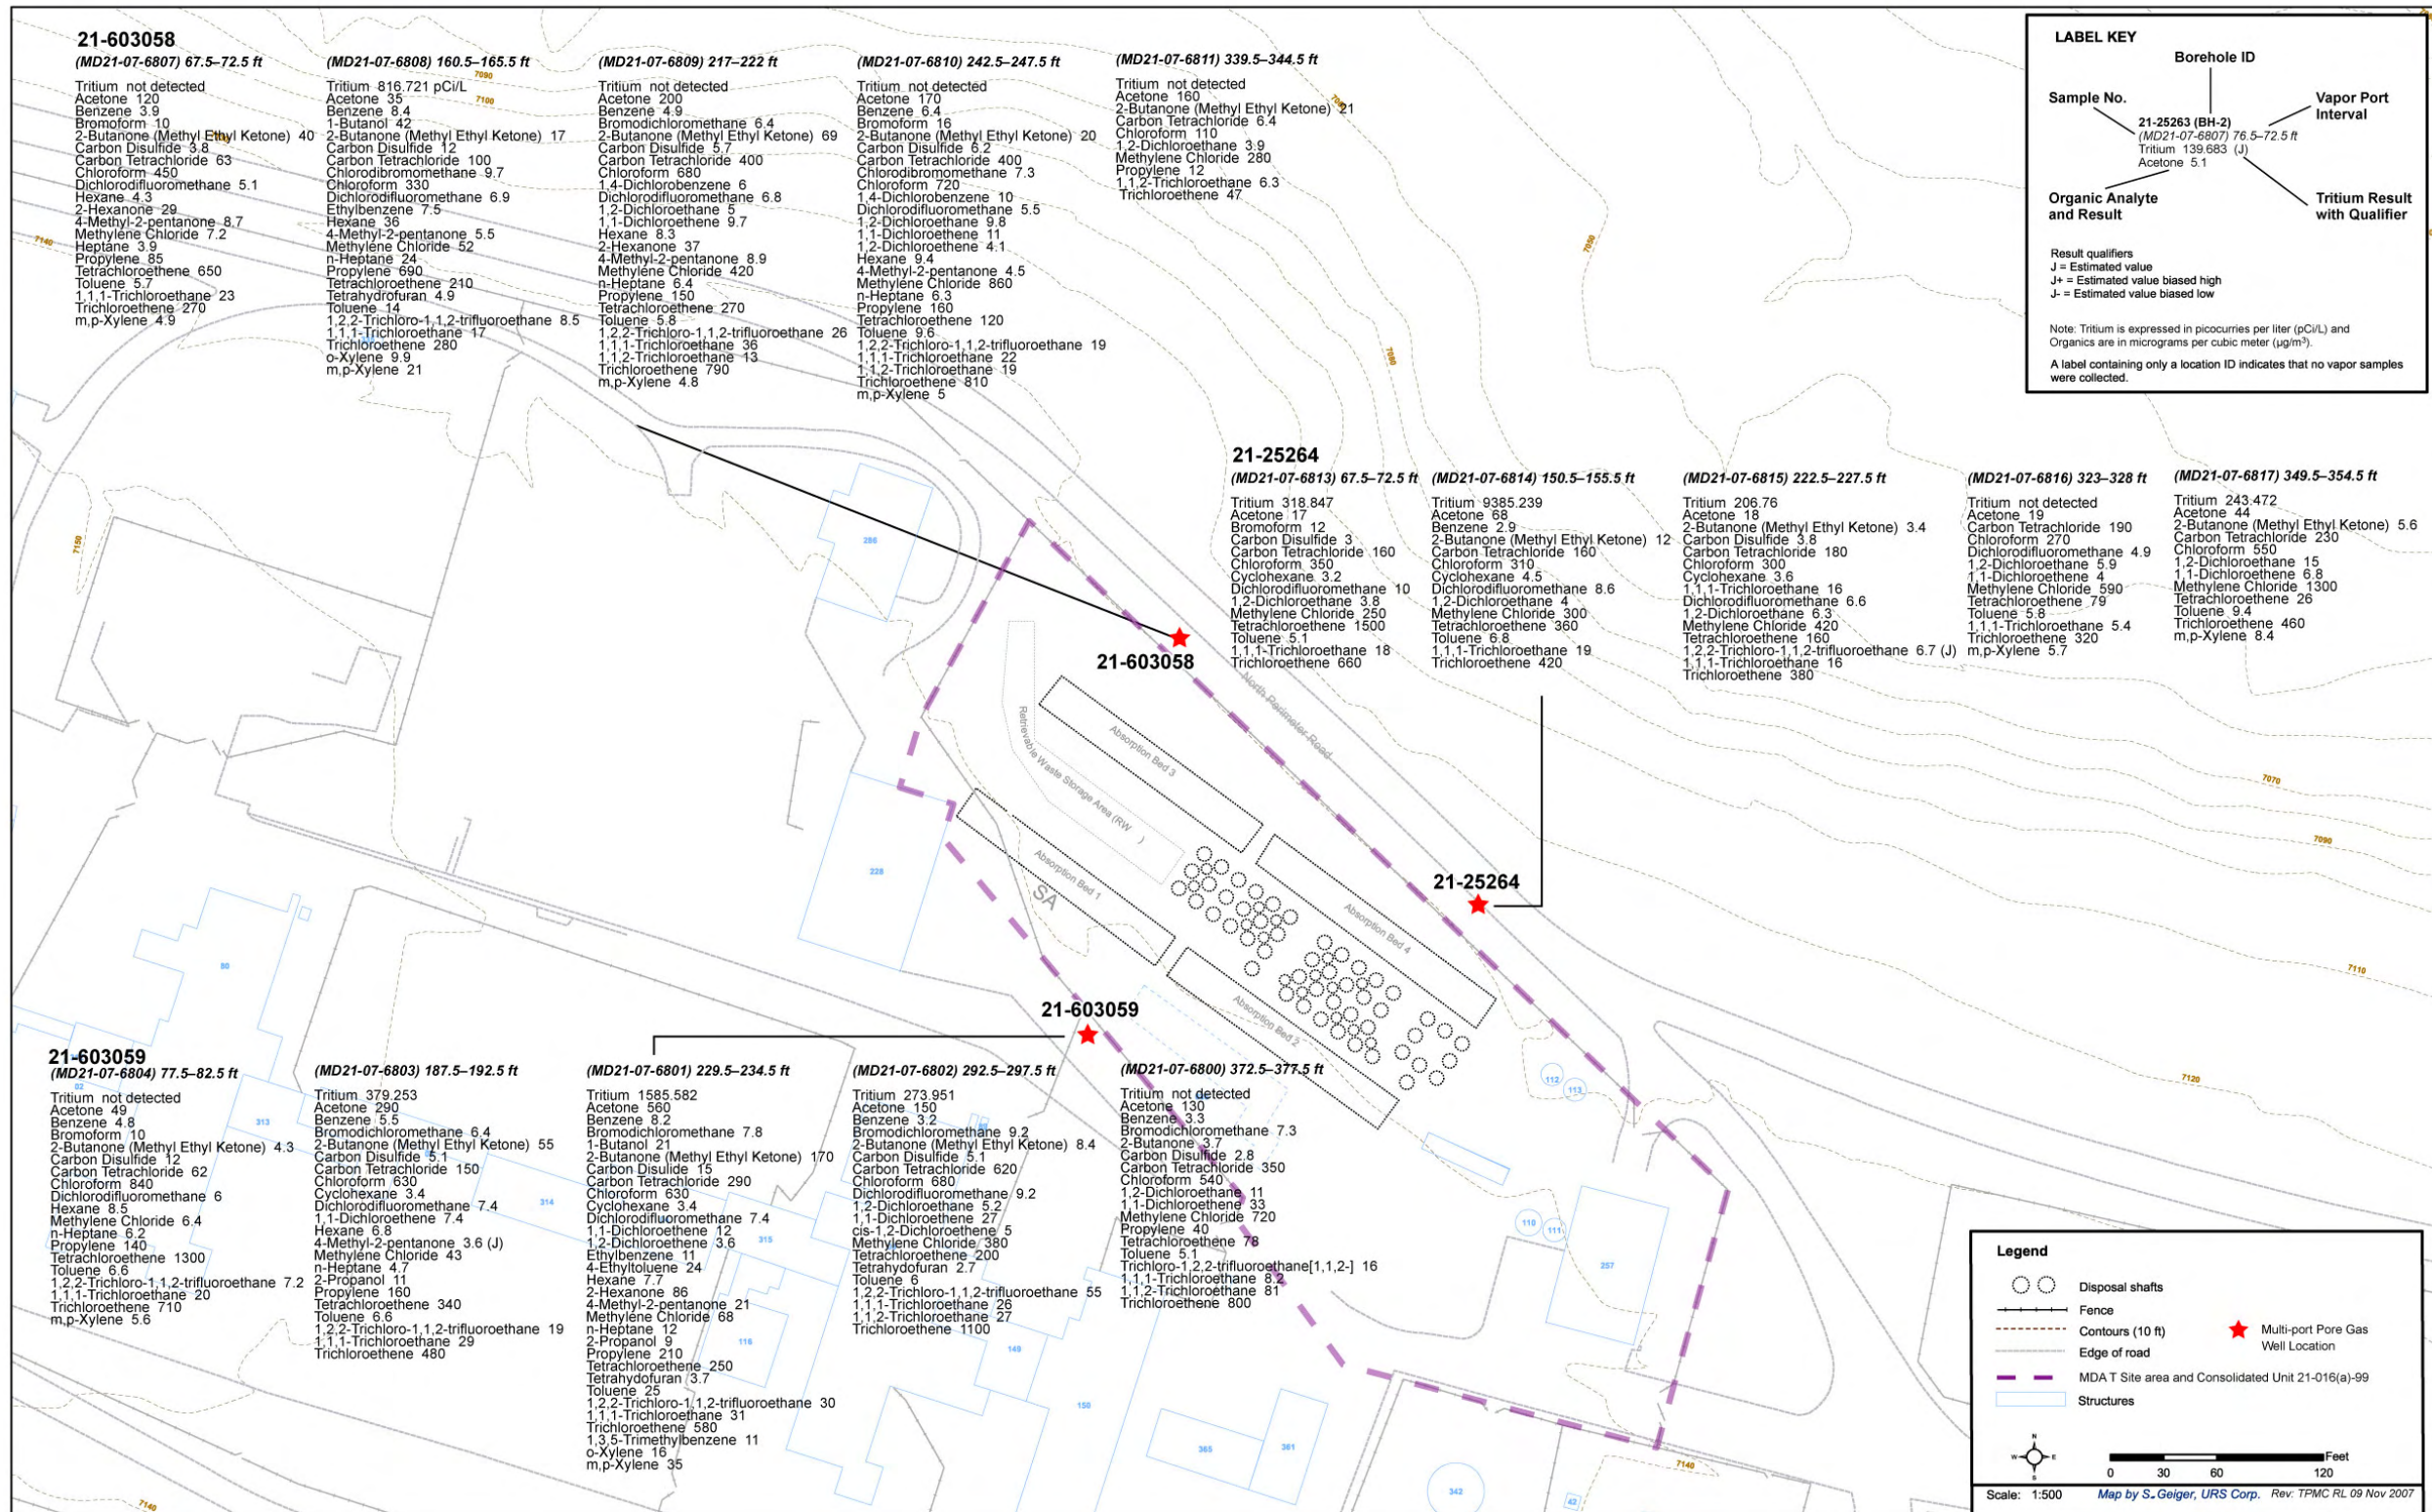 21-603058
(MD21-07-6807) 67.5–72.5 ft
Tritium not detected
Acetone 120
Benzene 3.9
Bromoform 10
2-Butanone (Methyl Ethyl Ketone) 40
Carbon Disulfide 3.8
Carbon Tetrachloride 63
Chloroform 450
Dichlorodifluoromethane 5.1
Hexane 4.3
2-Hexanone 29
4-Methyl-2-pentanone 8.7
Methylene Chloride 7.2
Heptane 3.9
Propylene 85
Tetrachloroethene 650
Toluene 5.7
1,1,1-Trichloroethane 23
Trichloroethene 270
m,p-Xylene 4.9
(MD21-07-6808) 160.5–165.5 ft
Tritium 816.721 pCi/L
Acetone 35
Benzene 8.4
1-Butanol 42
2-Butanone (Methyl Ethyl Ketone) 17
Carbon Disulfide 12
Carbon Tetrachloride 100
Chlorodibromomethane 9.7
Chloroform 330
Dichlorodifluoromethane 6.9
Ethylbenzene 7.5
Hexane 36
4-Methyl-2-pentanone 5.5
Methylene Chloride 52
n-Heptane 24
Propylene 690
Tetrachloroethene 210
Tetrahydrofuran 4.9
Toluene 14
1,2,2-Trichloro-1,1,2-trifluoroethane 8.5
1,1,1-Trichloroethane 17
Trichloroethene 280
o-Xylene 9.9
m,p-Xylene 21
(MD21-07-6809) 217–222 ft
Tritium not detected
Acetone 200
Benzene 4.9
Bromodichloromethane 6.4
2-Butanone (Methyl Ethyl Ketone) 69
Carbon Disulfide 5.7
Carbon Tetrachloride 400
Chloroform 680
1,4-Dichlorobenzene 6
Dichlorodifluoromethane 6.8
1,2-Dichloroethane 5
1,1-Dichloroethene 9.7
Hexane 8.3
2-Hexanone 37
4-Methyl-2-pentanone 8.9
Methylene Chloride 420
n-Heptane 6.4
Propylene 150
Tetrachloroethene 270
Toluene 5.8
1,2,2-Trichloro-1,1,2-trifluoroethane 26
1,1,1-Trichloroethane 36
1,1,2-Trichloroethane 13
Trichloroethene 790
m,p-Xylene 4.8
(MD21-07-6810) 242.5–247.5 ft
Tritium not detected
Acetone 170
Benzene 6.4
Bromoform 16
2-Butanone (Methyl Ethyl Ketone) 20
Carbon Disulfide 6.2
Carbon Tetrachloride 400
Chlorodibromomethane 7.3
Chloroform 720
1,4-Dichlorobenzene 10
Dichlorodifluoromethane 5.5
1,2-Dichloroethane 9.8
1,1-Dichloroethene 11
1,2-Dichloroethene 4.1
Hexane 9.4
4-Methyl-2-pentanone 4.5
Methylene Chloride 860
n-Heptane 6.3
Propylene 160
Tetrachloroethene 120
Toluene 9.6
1,2,2-Trichloro-1,1,2-trifluoroethane 19
1,1,1-Trichloroethane 22
1,1,2-Trichloroethane 19
Trichloroethene 810
m,p-Xylene 5
(MD21-07-6811) 339.5–344.5 ft
Tritium not detected
Acetone 160
2-Butanone (Methyl Ethyl Ketone) 21
Carbon Tetrachloride 6.4
Chloroform 110
1,2-Dichloroethane 3.9
Methylene Chloride 280
Propylene 12
1,1,2-Trichloroethane 6.3
Trichloroethene 47
LABEL KEY
Borehole ID
Sample No.
Vapor Port Interval
21-25263 (BH-2)
(MD21-07-6807) 76.5–72.5 ft
Tritium 139.683 (J)
Acetone 5.1
Organic Analyte and Result
Tritium Result with Qualifier
Result qualifiers
J = Estimated value
J+ = Estimated value biased high
J- = Estimated value biased low
Note: Tritium is expressed in picocurries per liter (pCi/L) and
Organics are in micrograms per cubic meter (µg/m³).
A label containing only a location ID indicates that no vapor samples
were collected.
21-25264
(MD21-07-6813) 67.5–72.5 ft
Tritium 318.847
Acetone 17
Bromoform 12
Carbon Disulfide 3
Carbon Tetrachloride 160
Chloroform 350
Cyclohexane 3.2
Dichlorodifluoromethane 10
1,2-Dichloroethane 3.8
Methylene Chloride 250
Tetrachloroethene 1500
Toluene 5.1
1,1,1-Trichloroethane 18
Trichloroethene 660
(MD21-07-6814) 150.5–155.5 ft
Tritium 9385.239
Acetone 68
Benzene 2.9
2-Butanone (Methyl Ethyl Ketone) 12
Carbon Tetrachloride 160
Chloroform 310
Cyclohexane 4.5
Dichlorodifluoromethane 8.6
1,2-Dichloroethane 4
Methylene Chloride 300
Tetrachloroethene 360
Toluene 6.8
1,1,1-Trichloroethane 19
Trichloroethene 420
(MD21-07-6815) 222.5–227.5 ft
Tritium 206.76
Acetone 18
2-Butanone (Methyl Ethyl Ketone) 3.4
Carbon Disulfide 3.8
Carbon Tetrachloride 180
Chloroform 300
Cyclohexane 3.6
1,1,1-Trichloroethane 16
Dichlorodifluoromethane 6.6
1,2-Dichloroethane 6.3
Methylene Chloride 420
Tetrachloroethene 160
1,2,2-Trichloro-1,1,2-trifluoroethane 6.7 (J)
1,1,1-Trichloroethane 16
Trichloroethene 380
(MD21-07-6816) 323–328 ft
Tritium not detected
Acetone 19
Carbon Tetrachloride 190
Chloroform 270
Dichlorodifluoromethane 4.9
1,2-Dichloroethane 5.9
1,1-Dichloroethene 4
Methylene Chloride 590
Tetrachloroethene 79
Toluene 5.8
1,1,1-Trichloroethane 5.4
Trichloroethene 320
m,p-Xylene 5.7
(MD21-07-6817) 349.5–354.5 ft
Tritium 243.472
Acetone 44
2-Butanone (Methyl Ethyl Ketone) 5.6
Carbon Tetrachloride 230
Chloroform 550
1,2-Dichloroethane 15
1,1-Dichloroethene 6.8
Methylene Chloride 1300
Tetrachloroethene 26
Toluene 9.4
Trichloroethene 460
m,p-Xylene 8.4
7090
7100
7140
7150
7050
7080
7070
7090
7110
7120
7140
7140
286
228
80
313
314
315
116
149
150
365
361
342
42
257
110
111
112
113
02
21-603058
21-25264
21-603059
North Perimeter Road
Retrievable Waste Storage Area (RW )
SA
Absorption Bed 3
Absorption Bed 1
Absorption Bed 4
Absorption Bed 2
21-603059
(MD21-07-6804) 77.5–82.5 ft
Tritium not detected
Acetone 49
Benzene 4.8
Bromoform 10
2-Butanone (Methyl Ethyl Ketone) 4.3
Carbon Disulfide 12
Carbon Tetrachloride 62
Chloroform 840
Dichlorodifluoromethane 6
Hexane 8.5
Methylene Chloride 6.4
n-Heptane 6.2
Propylene 140
Tetrachloroethene 1300
Toluene 6.6
1,2,2-Trichloro-1,1,2-trifluoroethane 7.2
1,1,1-Trichloroethane 20
Trichloroethene 710
m,p-Xylene 5.6
(MD21-07-6803) 187.5–192.5 ft
Tritium 379.253
Acetone 290
Benzene 5.5
Bromodichloromethane 6.4
2-Butanone (Methyl Ethyl Ketone) 55
Carbon Disulfide 5.1
Carbon Tetrachloride 150
Chloroform 630
Cyclohexane 3.4
Dichlorodifluoromethane 7.4
1,1-Dichloroethene 7.4
Hexane 6.8
4-Methyl-2-pentanone 3.6 (J)
Methylene Chloride 43
n-Heptane 4.7
2-Propanol 11
Propylene 160
Tetrachloroethene 340
Toluene 6.6
1,2,2-Trichloro-1,1,2-trifluoroethane 19
1,1,1-Trichloroethane 29
Trichloroethene 480
(MD21-07-6801) 229.5–234.5 ft
Tritium 1585.582
Acetone 560
Benzene 8.2
Bromodichloromethane 7.8
1-Butanol 21
2-Butanone (Methyl Ethyl Ketone) 170
Carbon Disulide 15
Carbon Tetrachloride 290
Chloroform 630
Cyclohexane 3.4
Dichlorodifluoromethane 7.4
1,1-Dichloroethene 12
1,2-Dichloroethene 3.6
Ethylbenzene 11
4-Ethyltoluene 24
Hexane 7.7
2-Hexanone 86
4-Methyl-2-pentanone 21
Methylene Chloride 68
n-Heptane 12
2-Propanol 9
Propylene 210
Tetrachloroethene 250
Tetrahydofuran 3.7
Toluene 25
1,2,2-Trichloro-1,1,2-trifluoroethane 30
1,1,1-Trichloroethane 31
Trichloroethene 580
1,3,5-Trimethylbenzene 11
o-Xylene 16
m,p-Xylene 35
(MD21-07-6802) 292.5–297.5 ft
Tritium 273.951
Acetone 150
Benzene 3.2
Bromodichloromethane 9.2
2-Butanone (Methyl Ethyl Ketone) 8.4
Carbon Disulfide 5.1
Carbon Tetrachloride 620
Chloroform 680
Dichlorodifluoromethane 9.2
1,2-Dichloroethane 5.2
1,1-Dichloroethene 27
cis-1,2-Dichloroethene 5
Methylene Chloride 380
Tetrachloroethene 200
Tetrahydofuran 2.7
Toluene 6
1,2,2-Trichloro-1,1,2-trifluoroethane 55
1,1,1-Trichloroethane 26
1,1,2-Trichloroethane 27
Trichloroethene 1100
(MD21-07-6800) 372.5–377.5 ft
Tritium not detected
Acetone 130
Benzene 3.3
Bromodichloromethane 7.3
2-Butanone 3.7
Carbon Disulfide 2.8
Carbon Tetrachloride 350
Chloroform 540
1,2-Dichloroethane 11
1,1-Dichloroethene 33
Methylene Chloride 720
Propylene 40
Tetrachloroethene 78
Toluene 5.1
Trichloro-1,2,2-trifluoroethane[1,1,2-] 16
1,1,1-Trichloroethane 8.2
1,1,2-Trichloroethane 81
Trichloroethene 800
Legend
Disposal shafts
Fence
Contours (10 ft)
Edge of road
MDA T Site area and Consolidated Unit 21-016(a)-99
Structures
Multi-port Pore Gas
Well Location
N
W E
S
Feet
0 30 60 120
Scale: 1:500 Map by S. Geiger, URS Corp. Rev: TPMC RL 09 Nov 2007